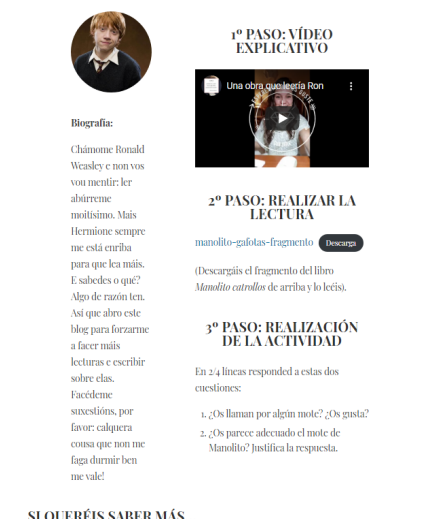 Biografía:
Chámome Ronald
Weasley e non vos
vou mentir: ler
abúrreme
moitísimo. Mais
Hermione sempre
me está enriba
para que lea máis.
E sabedes o qué?
Algo de razón ten.
Así que abro este
blog para forzarme
a facer máis
lecturas e escribir
sobre elas.
Facédeme
suxestións, por
favor: calquera
cousa que non me
faga durmir ben
me vale!
1º PASO: VÍDEO
EXPLICATIVO
Una obra que leería Ron
2º PASO: REALIZAR LA
LECTURA
manolito-gafotas-fragmento Descarga
(Descargáis el fragmento del libro
Manolito catrollos de arriba y lo leéis).
3º PASO: REALIZACIÓN
DE LA ACTIVIDAD
En 2/4 líneas responded a estas dos
cuestiones:
1. ¿Os llaman por algún mote? ¿Os gusta?
2. ¿Os parece adecuado el mote de
Manolito? Justifica la respuesta.
SI QUERÉIS SABER MÁS